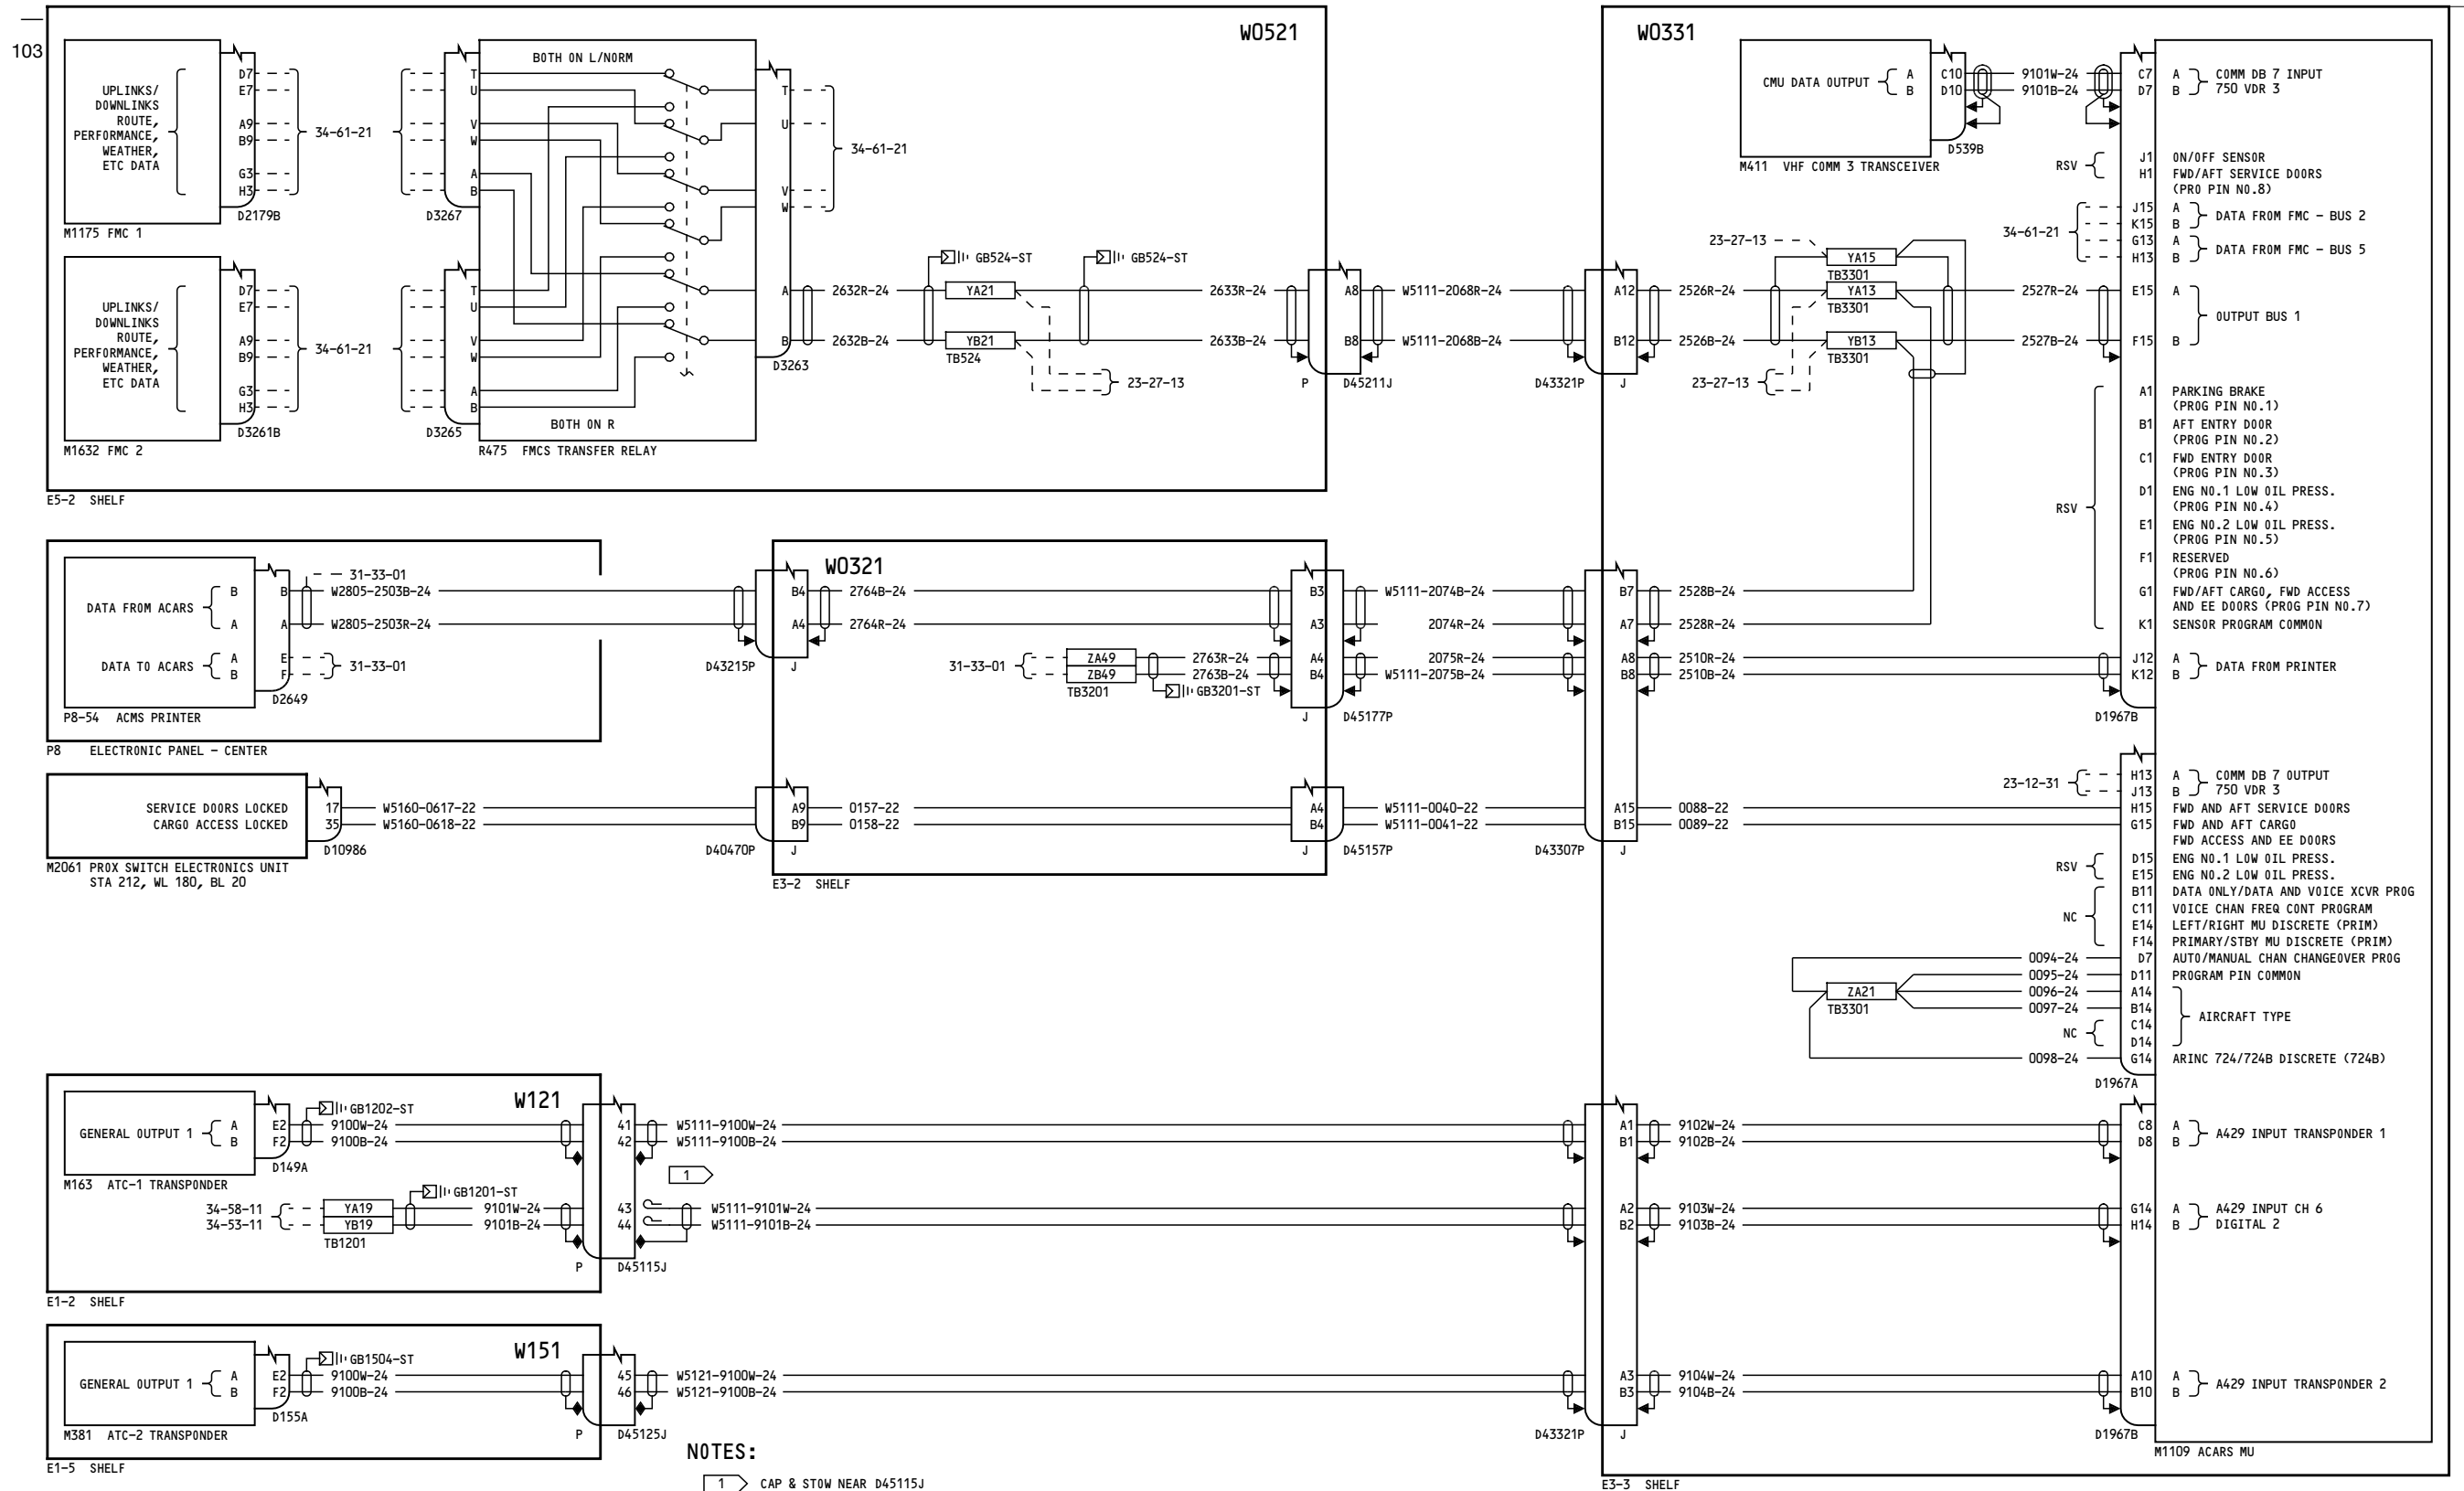 103
W0521
M1175 FMC 1
UPLINKS/
DOWNLINKS
ROUTE,
PERFORMANCE,
WEATHER,
ETC DATA
D7
E7
A9
B9
G3
H3
D2179B
34-61-21
M1632 FMC 2
UPLINKS/
DOWNLINKS
ROUTE,
PERFORMANCE,
WEATHER,
ETC DATA
D7
E7
A9
B9
G3
H3
D3261B
34-61-21
T
U
V
W
A
B
D3267
T
U
V
W
A
B
D3265
BOTH ON L/NORM
BOTH ON R
R475 FMCS TRANSFER RELAY
T
U
V
W
34-61-21
A
B
D3263
2632R-24
2632B-24
GB524-ST
YA21
YB21
TB524
GB524-ST
23-27-13
2633R-24
2633B-24
P
A8
B8
D45211J
W5111-2068R-24
W5111-2068B-24
E5-2 SHELF
W0331
D43321P
A12
B12
J
2526R-24
2526B-24
23-27-13
YA15
TB3301
YA13
TB3301
YB13
TB3301
23-27-13
2527R-24
2527B-24
CMU DATA OUTPUT
A
B
C10
D10
D539B
M411 VHF COMM 3 TRANSCEIVER
9101W-24
9101B-24
C7 A COMM DB 7 INPUT
D7 B 750 VDR 3
RSV
J1 ON/OFF SENSOR
H1 FWD/AFT SERVICE DOORS
(PRO PIN NO.8)
34-61-21
J15 A
K15 B DATA FROM FMC - BUS 2
G13 A
H13 B DATA FROM FMC - BUS 5
E15 A
OUTPUT BUS 1
F15 B
RSV
A1 PARKING BRAKE
(PROG PIN NO.1)
B1 AFT ENTRY DOOR
(PROG PIN NO.2)
C1 FWD ENTRY DOOR
(PROG PIN NO.3)
D1 ENG NO.1 LOW OIL PRESS.
(PROG PIN NO.4)
E1 ENG NO.2 LOW OIL PRESS.
(PROG PIN NO.5)
F1 RESERVED
(PROG PIN NO.6)
G1 FWD/AFT CARGO, FWD ACCESS
AND EE DOORS (PROG PIN NO.7)
K1 SENSOR PROGRAM COMMON
J12 A
K12 B DATA FROM PRINTER
D1967B
DATA FROM ACARS
B
A
DATA TO ACARS
A
B
B
A
E
F
D2649
31-33-01
W2805-2503B-24
W2805-2503R-24
31-33-01
P8-54 ACMS PRINTER
P8 ELECTRONIC PANEL - CENTER
W0321
D43215P
B4
A4
J
2764B-24
2764R-24
31-33-01
ZA49
ZB49
TB3201
2763R-24
2763B-24
GB3201-ST
B3
A3
A4
B4
J
D45177P
W5111-2074B-24
2074R-24
2075R-24
W5111-2075B-24
B7
A7
A8
B8
2528B-24
2528R-24
2510R-24
2510B-24
SERVICE DOORS LOCKED 17
CARGO ACCESS LOCKED 35
D10986
M2061 PROX SWITCH ELECTRONICS UNIT
STA 212, WL 180, BL 20
W5160-0617-22
W5160-0618-22
D40470P
A9
B9
J
0157-22
0158-22
A4
B4
J
D45157P
W5111-0040-22
W5111-0041-22
D43307P
A15
B15
J
0088-22
0089-22
E3-2 SHELF
23-12-31
H13 A COMM DB 7 OUTPUT
J13 B 750 VDR 3
H15 FWD AND AFT SERVICE DOORS
G15 FWD AND AFT CARGO
FWD ACCESS AND EE DOORS
RSV
D15 ENG NO.1 LOW OIL PRESS.
E15 ENG NO.2 LOW OIL PRESS.
NC
B11 DATA ONLY/DATA AND VOICE XCVR PROG
C11 VOICE CHAN FREQ CONT PROGRAM
E14 LEFT/RIGHT MU DISCRETE (PRIM)
F14 PRIMARY/STBY MU DISCRETE (PRIM)
0094-24 D7 AUTO/MANUAL CHAN CHANGEOVER PROG
0095-24 D11 PROGRAM PIN COMMON
ZA21
TB3301
0096-24 A14
0097-24 B14
NC
C14
D14
AIRCRAFT TYPE
0098-24 G14 ARINC 724/724B DISCRETE (724B)
D1967A
W121
GENERAL OUTPUT 1
A
B
E2
F2
D149A
GB1202-ST
9100W-24
9100B-24
M163 ATC-1 TRANSPONDER
34-58-11
34-53-11
YA19
YB19
TB1201
GB1201-ST
9101W-24
9101B-24
41
42
43
44
P
D45115J
W5111-9100W-24
W5111-9100B-24
1
W5111-9101W-24
W5111-9101B-24
E1-2 SHELF
A1
B1
A2
B2
9102W-24
9102B-24
9103W-24
9103B-24
C8 A
D8 B A429 INPUT TRANSPONDER 1
G14 A A429 INPUT CH 6
H14 B DIGITAL 2
W151
GENERAL OUTPUT 1
A
B
E2
F2
D155A
GB1504-ST
9100W-24
9100B-24
M381 ATC-2 TRANSPONDER
45
46
P
D45125J
W5121-9100W-24
W5121-9100B-24
E1-5 SHELF
A3
B3
D43321P
J
9104W-24
9104B-24
A10 A
B10 B A429 INPUT TRANSPONDER 2
D1967B
M1109 ACARS MU
E3-3 SHELF
NOTES:
1 CAP & STOW NEAR D45115J